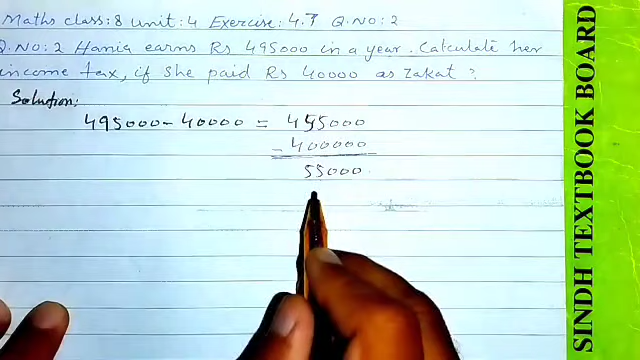 Maths class:8 Unit:4 Exercise:4.7 Q.NO:2
Q.NO:2 Hania earns Rs 495000 in a year. Calculate her
income tax, if she paid Rs 40000 as Zakat ?
Solution:
495000-40000 = 455000
-400000
55000
SINDH TEXTBOOK BOARD